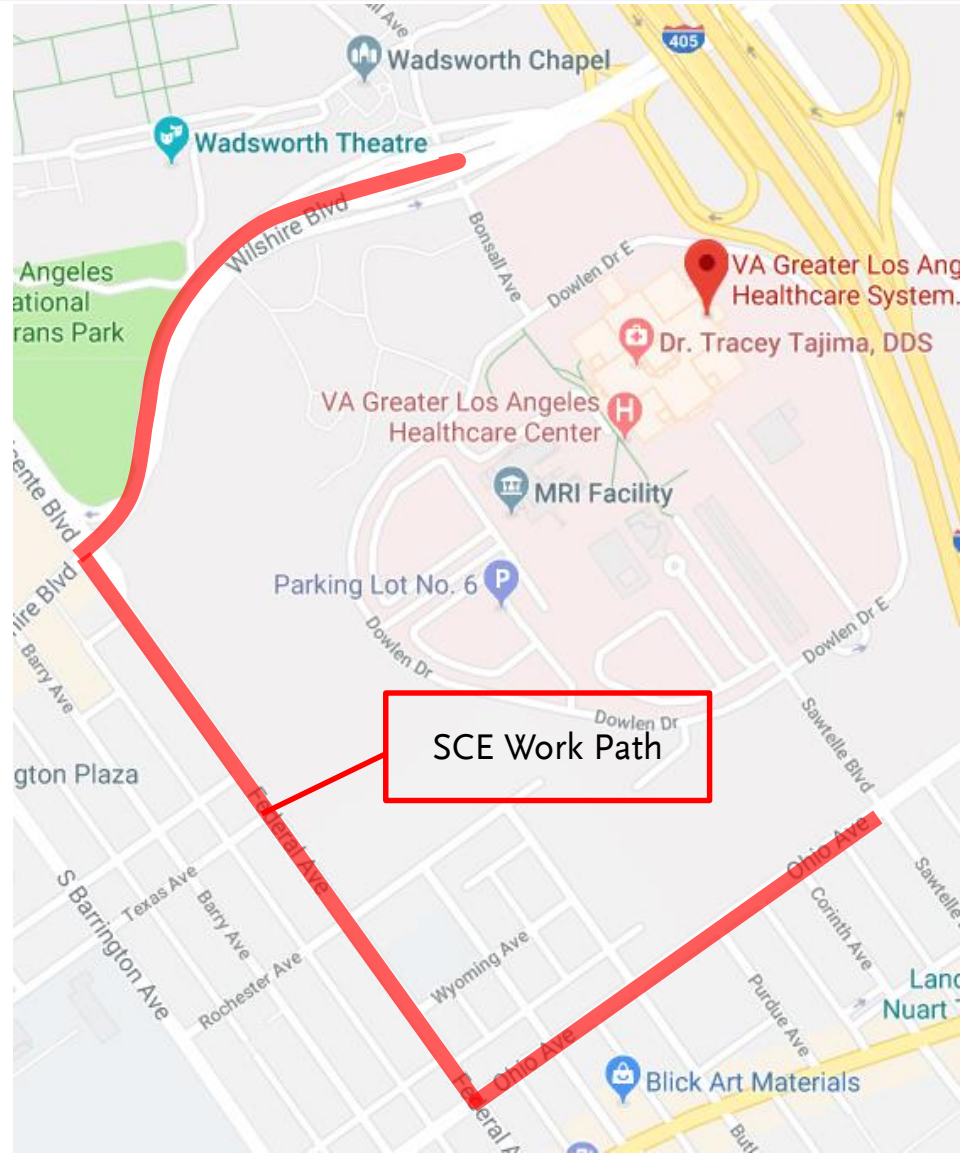 405
Wadsworth Chapel
Wadsworth Theatre
Wilshire Blvd
Bonsall Ave
Dowlen Dr E
Angeles
ational
rans Park
VA Greater Los Ang
Healthcare System.
Dr. Tracey Tajima, DDS
VA Greater Los Angeles
Healthcare Center
H
MRI Facility
ente Blvd
Parking Lot No. 6
P
ire Blvd
Barry Ave
Dowlen Dr
Dowlen Dr E
Dowlen Dr
Sawtelle Blvd
SCE Work Path
gton Plaza
Federal Ave
Ohio Ave
Texas Ave
S Barrington Ave
Barry Ave
Corinth Ave
Sawtelle
Rochester Ave
Wyoming Ave
Purdue Ave
Land
Nuart
Ohio Ave
Blick Art Materials
Federal A